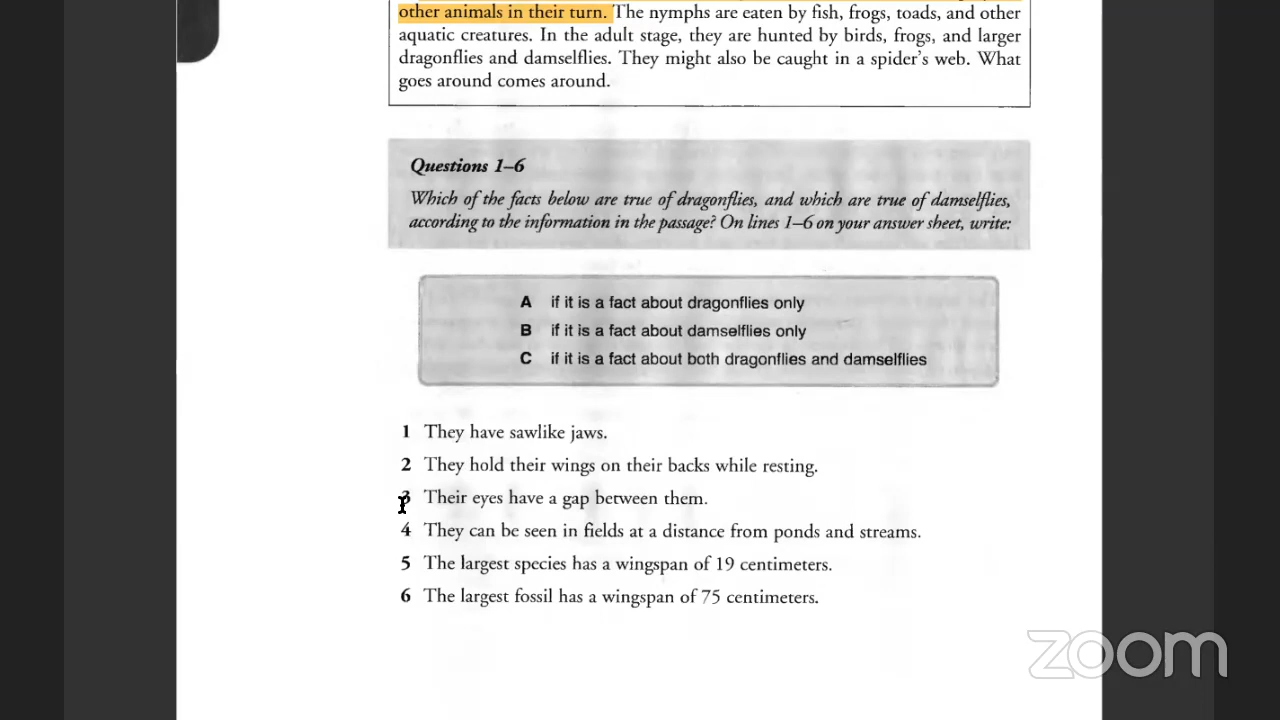 other animals in their turn. The nymphs are eaten by fish, frogs, toads, and other
aquatic creatures. In the adult stage, they are hunted by birds, frogs, and larger
dragonflies and damselflies. They might also be caught in a spider's web. What
goes around comes around.
Questions 1–6
Which of the facts below are true of dragonflies, and which are true of damselflies,
according to the information in the passage? On lines 1–6 on your answer sheet, write:
A if it is a fact about dragonflies only
B if it is a fact about damselflies only
C if it is a fact about both dragonflies and damselflies
1 They have sawlike jaws.
2 They hold their wings on their backs while resting.
3 Their eyes have a gap between them.
4 They can be seen in fields at a distance from ponds and streams.
5 The largest species has a wingspan of 19 centimeters.
6 The largest fossil has a wingspan of 75 centimeters.
zoom